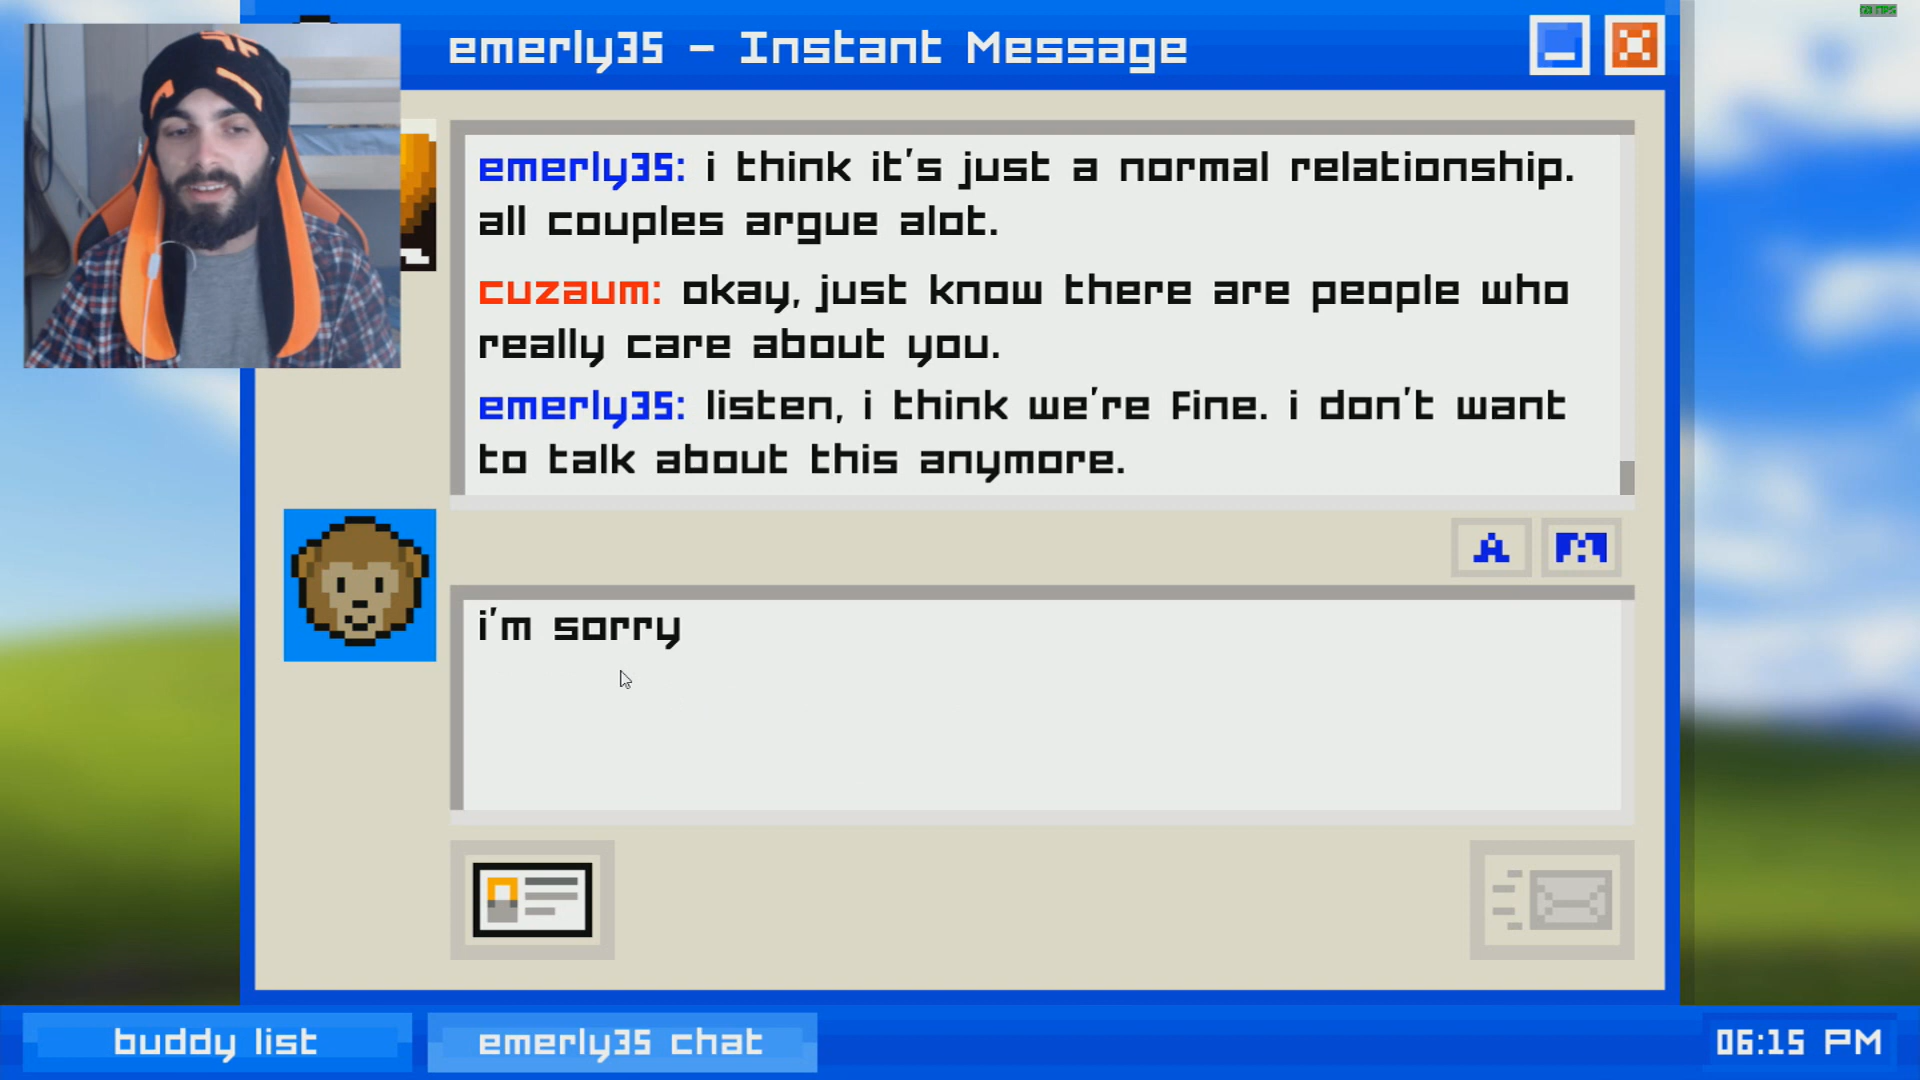 emerly35 - Instant Message
emerly35: i think it's just a normal relationship.
all couples argue alot.
cuzaum: okay, just know there are people who
really care about you.
emerly35: listen, i think we're fine. i don't want
to talk about this anymore.
A
i'm sorry
buddy list
emerly35 chat
06:15 PM